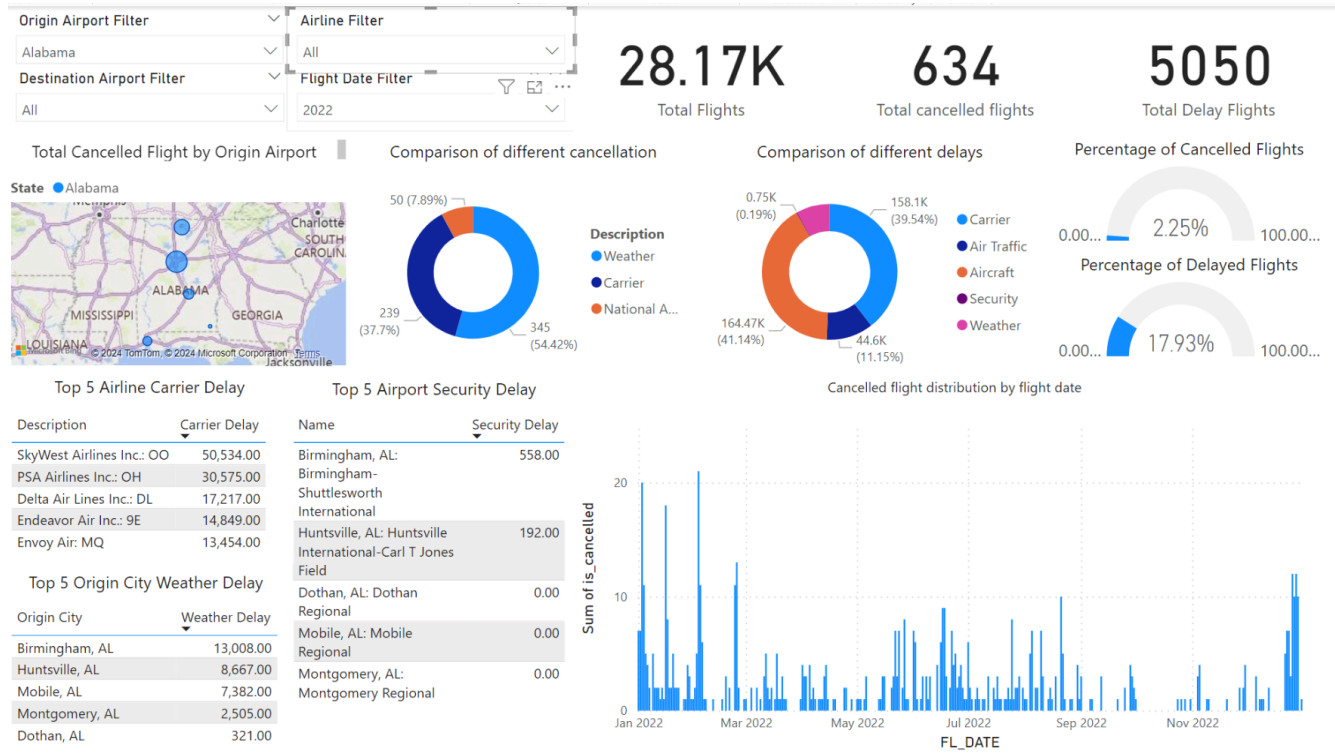 Origin Airport Filter
Alabama
Airline Filter
All
Destination Airport Filter
All
Flight Date Filter
2022
28.17K
Total Flights
634
Total cancelled flights
5050
Total Delay Flights
Total Cancelled Flight by Origin Airport
State Alabama
Memphis
Charlotte
SOUTH
CAROLIN
ALABAMA
MISSISSIPPI
GEORGIA
LOUISIANA
Microsoft Bing
© 2024 TomTom, © 2024 Microsoft Corporation Terms
Jacksonville
Comparison of different cancellation
50 (7.89%)
239
(37.7%)
345
(54.42%)
Description
Weather
Carrier
National A...
Comparison of different delays
0.75K
(0.19%)
158.1K
(39.54%)
164.47K
(41.14%)
44.6K
(11.15%)
Carrier
Air Traffic
Aircraft
Security
Weather
Percentage of Cancelled Flights
0.00...
2.25%
100.00...
Percentage of Delayed Flights
0.00...
17.93%
100.00...
Top 5 Airline Carrier Delay
Description Carrier Delay
SkyWest Airlines Inc.: OO 50,534.00
PSA Airlines Inc.: OH 30,575.00
Delta Air Lines Inc.: DL 17,217.00
Endeavor Air Inc.: 9E 14,849.00
Envoy Air: MQ 13,454.00
Top 5 Origin City Weather Delay
Origin City Weather Delay
Birmingham, AL 13,008.00
Huntsville, AL 8,667.00
Mobile, AL 7,382.00
Montgomery, AL 2,505.00
Dothan, AL 321.00
Top 5 Airport Security Delay
Name Security Delay
Birmingham, AL: 558.00
Birmingham-
Shuttlesworth
International
Huntsville, AL: Huntsville 192.00
International-Carl T Jones
Field
Dothan, AL: Dothan 0.00
Regional
Mobile, AL: Mobile 0.00
Regional
Montgomery, AL: 0.00
Montgomery Regional
Cancelled flight distribution by flight date
Sum of is_cancelled
20
10
0
Jan 2022 Mar 2022 May 2022 Jul 2022 Sep 2022 Nov 2022
FL_DATE